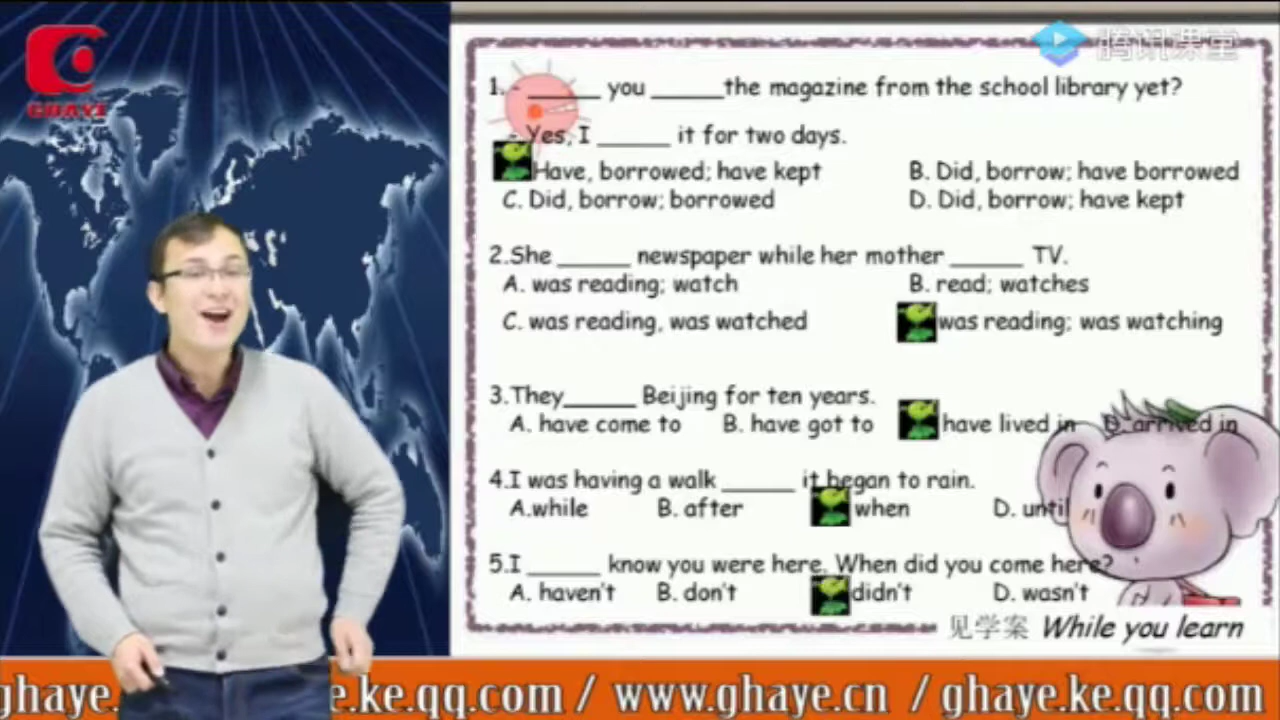 GHAYE
腾讯课堂
1. - ______ you ______the magazine from the school library yet?
- Yes, I ______ it for two days.
Have, borrowed; have kept B. Did, borrow; have borrowed
C. Did, borrow; borrowed D. Did, borrow; have kept
2.She ______ newspaper while her mother ______ TV.
A. was reading; watch B. read; watches
C. was reading, was watched was reading; was watching
3.They______ Beijing for ten years.
A. have come to B. have got to have lived in D. arrived in
4.I was having a walk ______ it began to rain.
A.while B. after when D. until
5.I ______ know you were here. When did you come here?
A. haven't B. don't didn't D. wasn't
见学案 While you learn
ghaye. e.ke.qq.com / www.ghaye.cn / ghaye.ke.qq.com